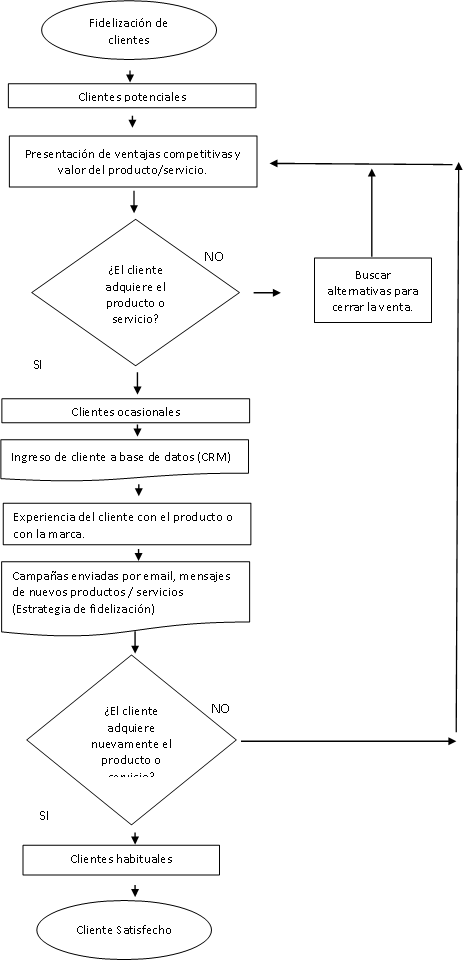 Fidelización de
clientes
Clientes potenciales
Presentación de ventajas competitivas y
valor del producto/servicio.
NO
¿El cliente
adquiere el
producto o
servicio?
Buscar
alternativas para
cerrar la venta.
SI
Clientes ocasionales
Ingreso de cliente a base de datos (CRM)
Experiencia del cliente con el producto o
con la marca.
Campañas enviadas por email, mensajes
de nuevos productos / servicios
(Estrategia de fidelización)
NO
¿El cliente
adquiere
nuevamente el
producto o
servicio?
SI
Clientes habituales
Cliente Satisfecho